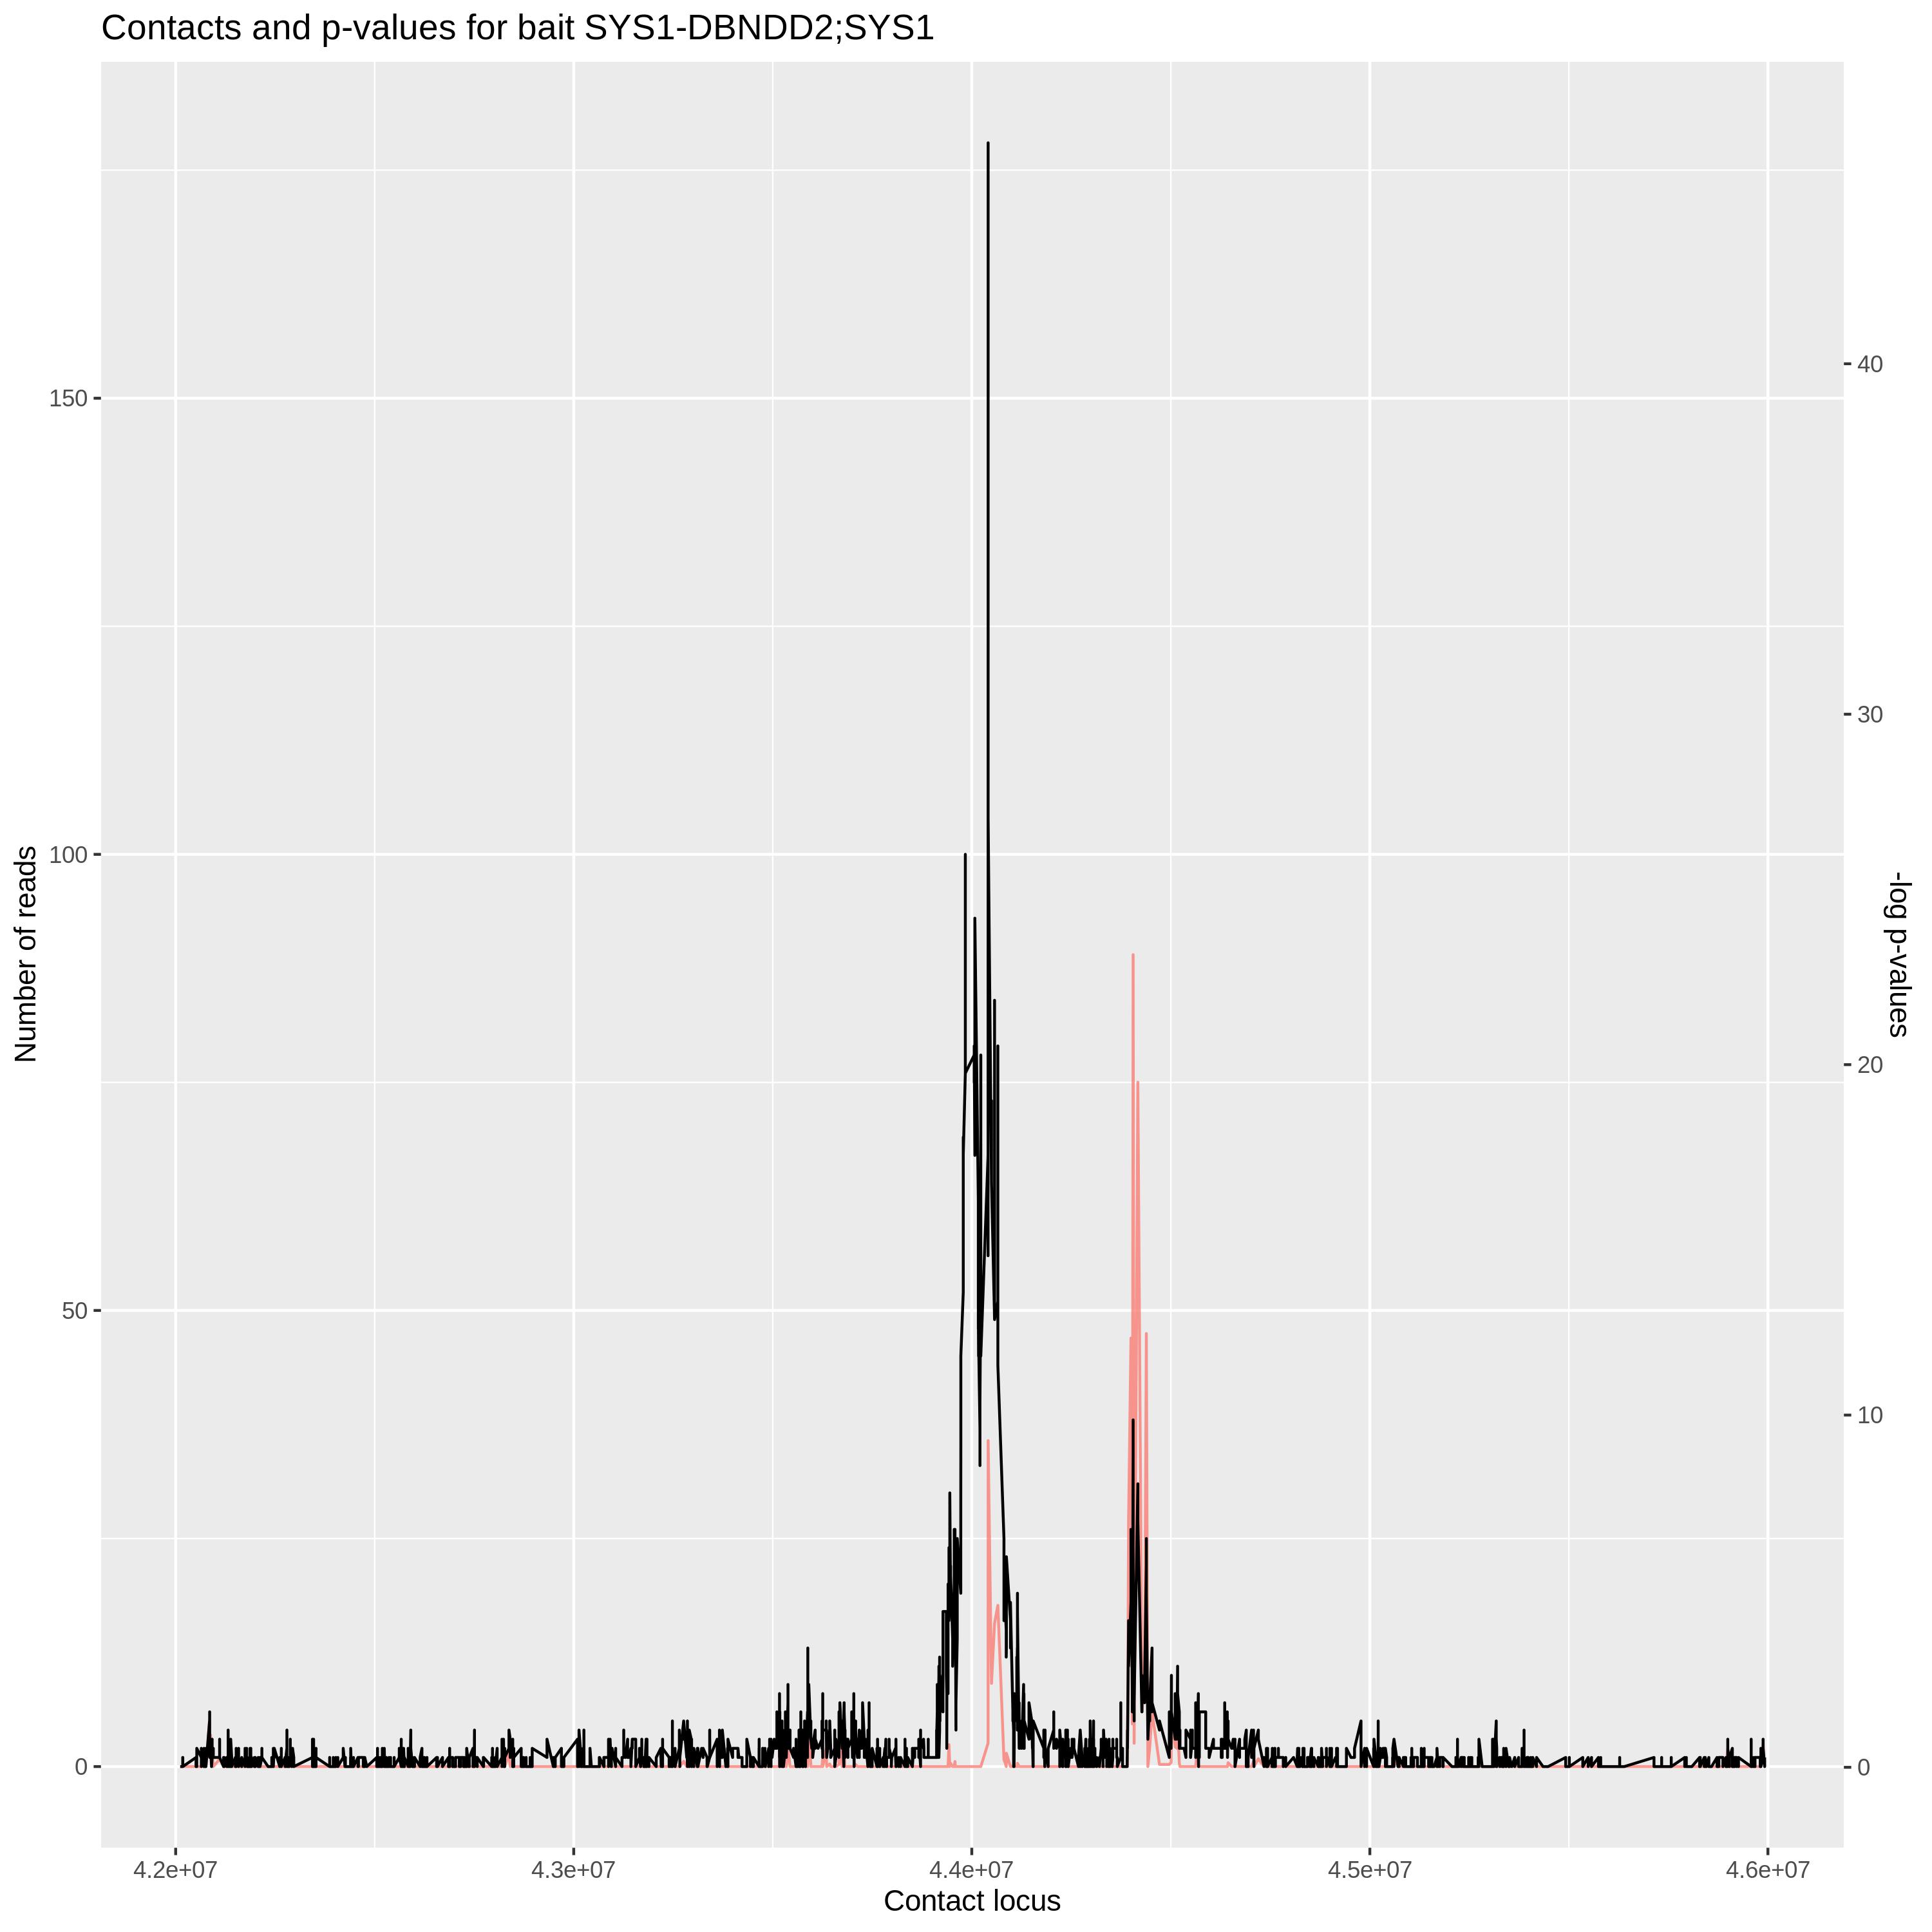 Contacts and p-values for bait SYS1-DBNDD2;SYS1
150
100
50
0
Number of reads
40
30
20
10
0
-log p-values
4.2e+07 4.3e+07 4.4e+07 4.5e+07 4.6e+07
Contact locus